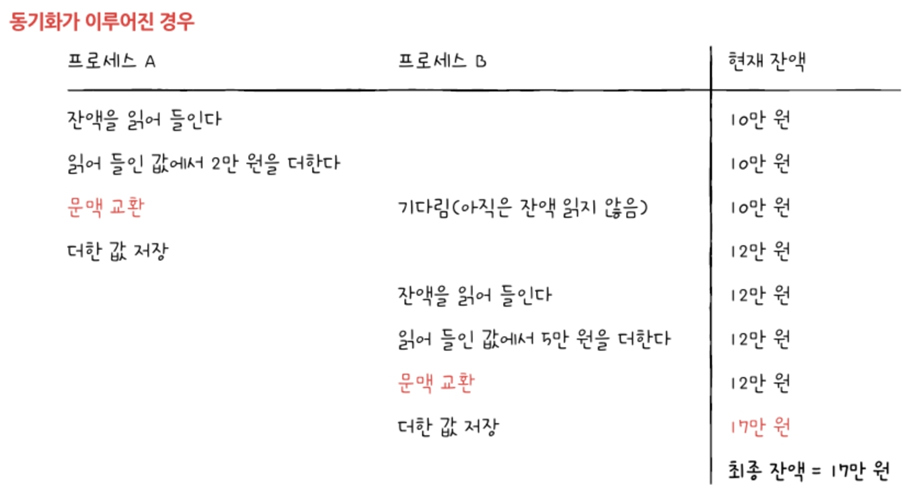 동기화가 이루어진 경우
프로세스 A 프로세스 B 현재 잔액
잔액을 읽어 들인다 10만 원
읽어 들인 값에서 2만 원을 더한다 10만 원
문맥 교환 기다림(아직은 잔액 읽지 않음) 10만 원
더한 값 저장 12만 원
잔액을 읽어 들인다 12만 원
읽어 들인 값에서 5만 원을 더한다 12만 원
문맥 교환 12만 원
더한 값 저장 17만 원
최종 잔액 = 17만 원